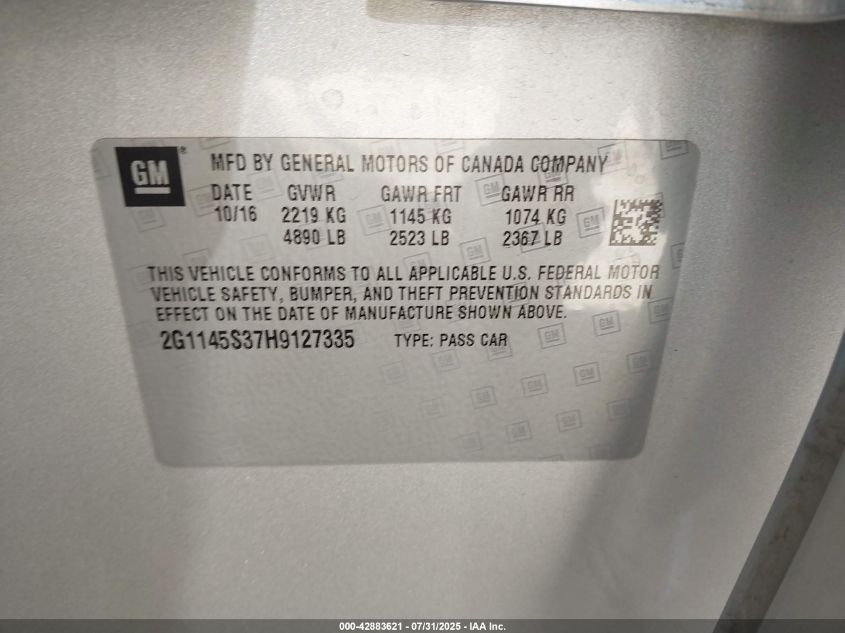 GM ® MFD BY GENERAL MOTORS OF CANADA COMPANY
DATE GVWR GAWR FRT GAWR RR
10/16 2219 KG 1145 KG 1074 KG
4890 LB 2523 LB 2367 LB
THIS VEHICLE CONFORMS TO ALL APPLICABLE U.S. FEDERAL MOTOR
VEHICLE SAFETY, BUMPER, AND THEFT PREVENTION STANDARDS IN
EFFECT ON THE DATE OF MANUFACTURE SHOWN ABOVE.
2G1145S37H9127335 TYPE: PASS CAR
000-42883621 / 07/31/2025 - IAA Inc.